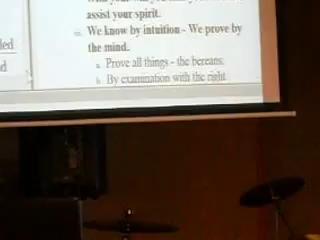 assist your spirit.
iii. We know by intuition - We prove by
the mind.
a. Prove all things - the bereans.
b. By examination with the right